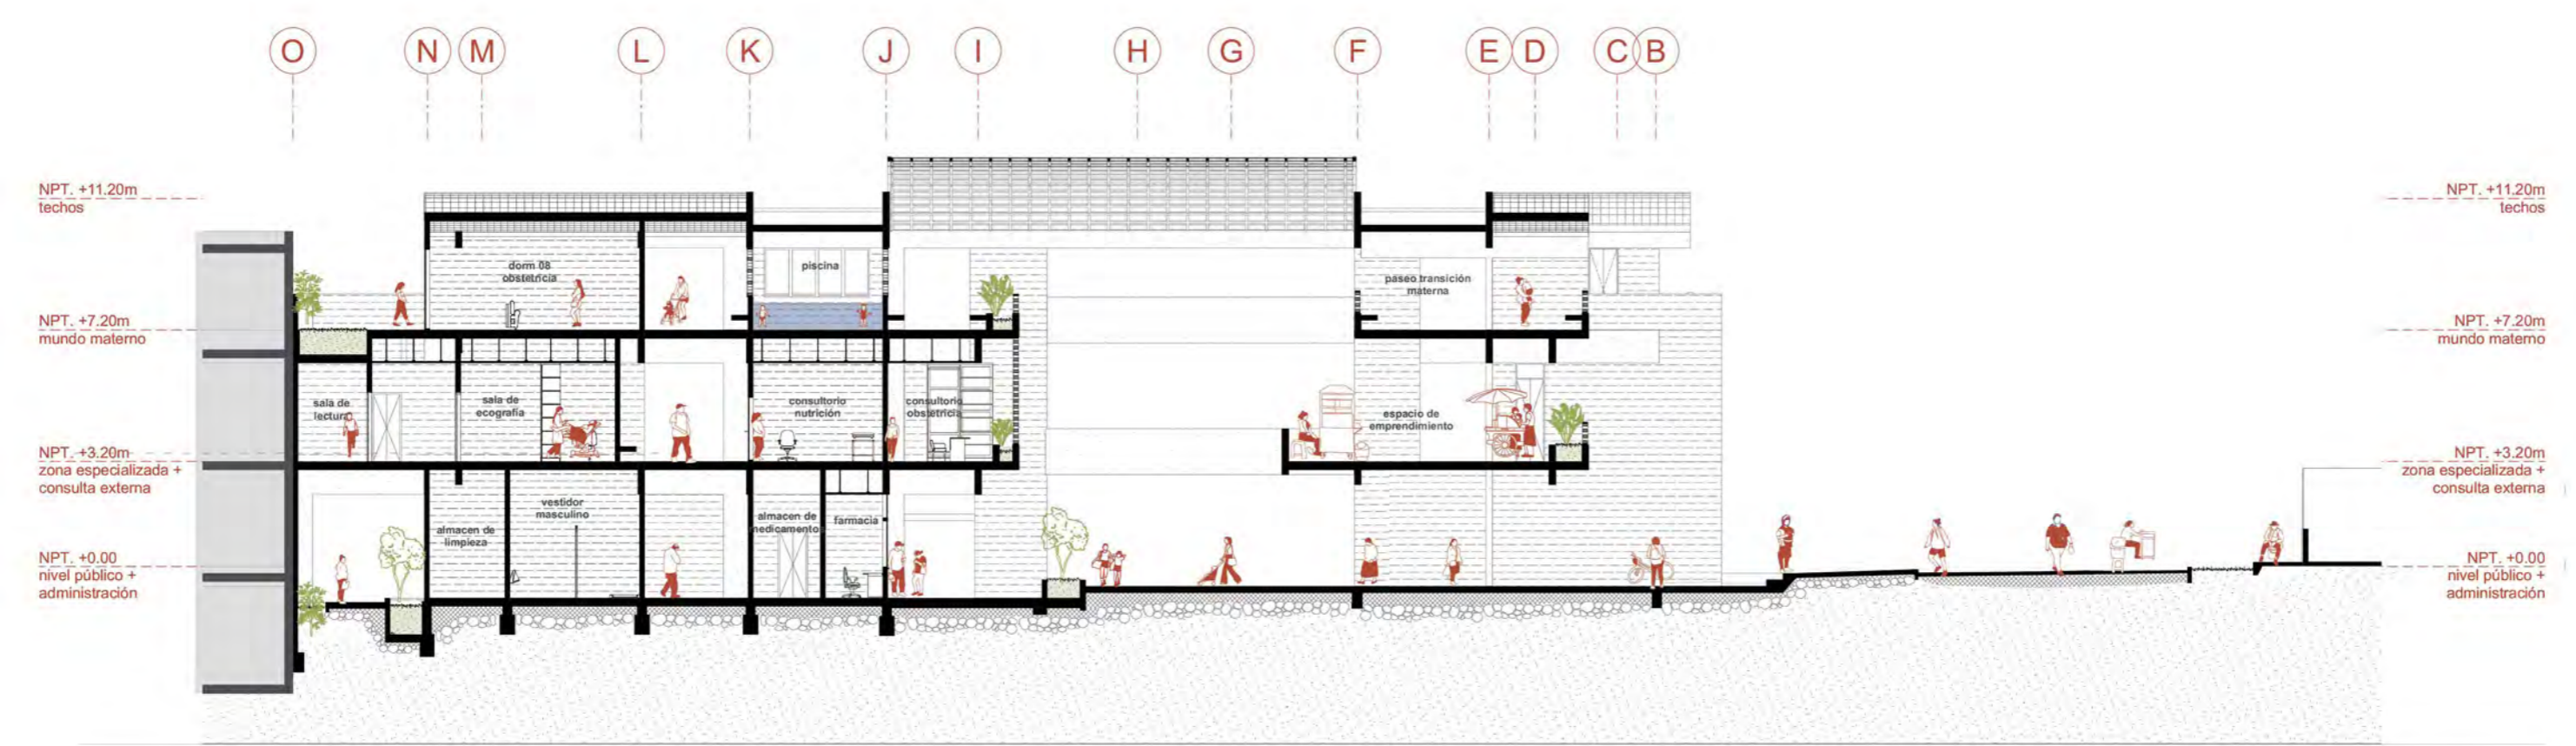 O N M L K J I H G F E D C B
NPT. +11.20m
techos
NPT. +11.20m
techos
dorm 08
obstetricia
piscina
paseo transición
materna
NPT. +7.20m
mundo materno
NPT. +7.20m
mundo materno
sala de
lectura
sala de
ecografía
consultorio
nutrición
consultorio
obstetricia
espacio de
emprendimiento
NPT. +3.20m
zona especializada +
consulta externa
NPT. +3.20m
zona especializada +
consulta externa
almacen de
limpieza
vestidor
masculino
almacen de
medicamento
farmacia
NPT. +0.00
nivel público +
administración
NPT. +0.00
nivel público +
administración